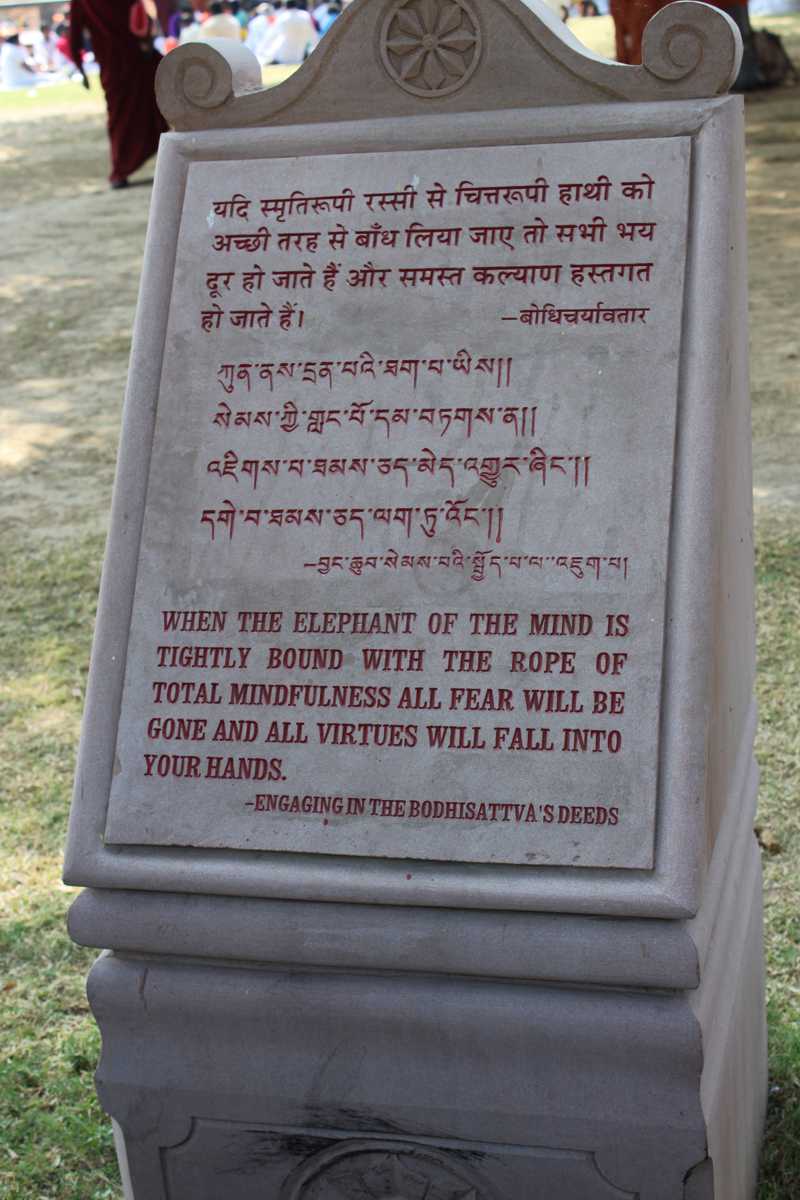 यदि स्मृतिरूपी रस्सी से चित्तरूपी हाथी को
अच्छी तरह से बाँध लिया जाए तो सभी भय
दूर हो जाते हैं और समस्त कल्याण हस्तगत
हो जाते हैं। –बोधिचर्यावतार
ཀུན་ནས་དྲན་པའི་ཐག་པ་ཡིས།།
སེམས་ཀྱི་གླང་པོ་དམ་བཏགས་ན།།
འཇིགས་པ་ཐམས་ཅད་མེད་འགྱུར་ཞིང་།།
དགེ་བ་ཐམས་ཅད་ལག་ཏུ་འོང་།།
–བྱང་ཆུབ་སེམས་པའི་སྤྱོད་པ་ལ་འཇུག་པ།
WHEN THE ELEPHANT OF THE MIND IS
TIGHTLY BOUND WITH THE ROPE OF
TOTAL MINDFULNESS ALL FEAR WILL BE
GONE AND ALL VIRTUES WILL FALL INTO
YOUR HANDS.
–ENGAGING IN THE BODHISATTVA'S DEEDS